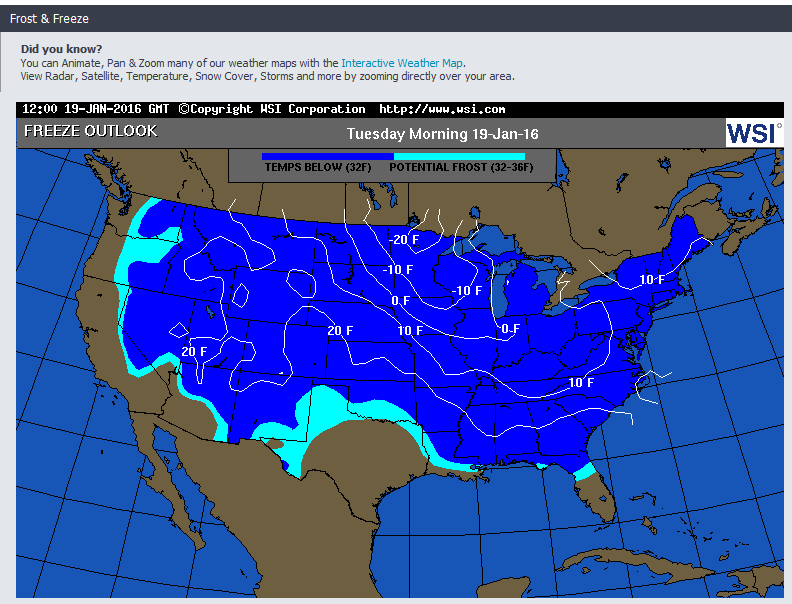 Frost & Freeze
Did you know?
You can Animate, Pan & Zoom many of our weather maps with the Interactive Weather Map.
View Radar, Satellite, Temperature, Snow Cover, Storms and more by zooming directly over your area.
12:00 19-JAN-2016 GMT ©Copyright WSI Corporation http://www.wsi.com
FREEZE OUTLOOK
Tuesday Morning 19-Jan-16
WSI
TEMPS BELOW (32F) POTENTIAL FROST (32-36F)
-20 F
-10 F
-10 F
10 F
0 F
20 F
10 F
0 F
20 F
10 F